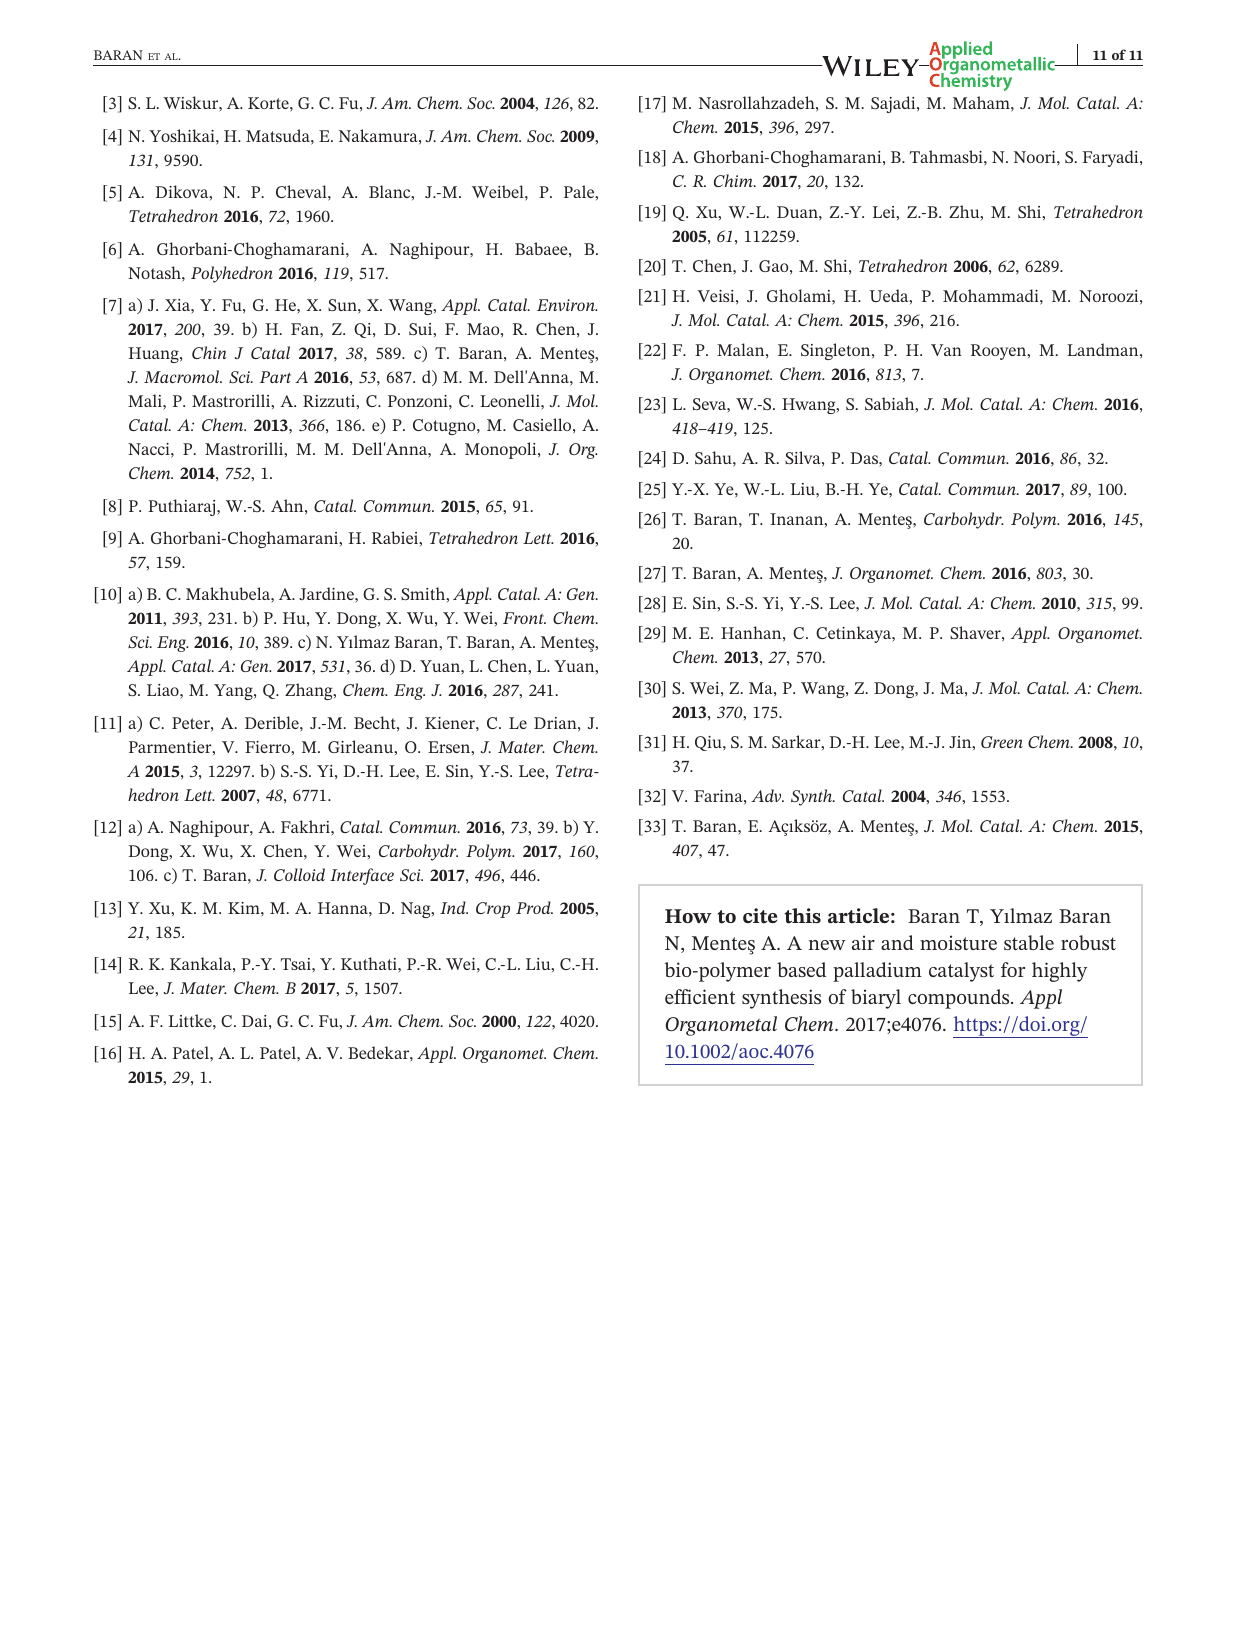 BARAN ET AL.
WILEY
Applied
Organometallic
Chemistry
11 of 11
[3] S. L. Wiskur, A. Korte, G. C. Fu, J. Am. Chem. Soc. 2004, 126, 82.
[4] N. Yoshikai, H. Matsuda, E. Nakamura, J. Am. Chem. Soc. 2009,
131, 9590.
[5] A. Dikova, N. P. Cheval, A. Blanc, J.-M. Weibel, P. Pale,
Tetrahedron 2016, 72, 1960.
[6] A. Ghorbani-Choghamarani, A. Naghipour, H. Babaee, B.
Notash, Polyhedron 2016, 119, 517.
[7] a) J. Xia, Y. Fu, G. He, X. Sun, X. Wang, Appl. Catal. Environ.
2017, 200, 39. b) H. Fan, Z. Qi, D. Sui, F. Mao, R. Chen, J.
Huang, Chin J Catal 2017, 38, 589. c) T. Baran, A. Menteş,
J. Macromol. Sci. Part A 2016, 53, 687. d) M. M. Dell'Anna, M.
Mali, P. Mastrorilli, A. Rizzuti, C. Ponzoni, C. Leonelli, J. Mol.
Catal. A: Chem. 2013, 366, 186. e) P. Cotugno, M. Casiello, A.
Nacci, P. Mastrorilli, M. M. Dell'Anna, A. Monopoli, J. Org.
Chem. 2014, 752, 1.
[8] P. Puthiaraj, W.-S. Ahn, Catal. Commun. 2015, 65, 91.
[9] A. Ghorbani-Choghamarani, H. Rabiei, Tetrahedron Lett. 2016,
57, 159.
[10] a) B. C. Makhubela, A. Jardine, G. S. Smith, Appl. Catal. A: Gen.
2011, 393, 231. b) P. Hu, Y. Dong, X. Wu, Y. Wei, Front. Chem.
Sci. Eng. 2016, 10, 389. c) N. Yılmaz Baran, T. Baran, A. Menteş,
Appl. Catal. A: Gen. 2017, 531, 36. d) D. Yuan, L. Chen, L. Yuan,
S. Liao, M. Yang, Q. Zhang, Chem. Eng. J. 2016, 287, 241.
[11] a) C. Peter, A. Derible, J.-M. Becht, J. Kiener, C. Le Drian, J.
Parmentier, V. Fierro, M. Girleanu, O. Ersen, J. Mater. Chem.
A 2015, 3, 12297. b) S.-S. Yi, D.-H. Lee, E. Sin, Y.-S. Lee, Tetra-
hedron Lett. 2007, 48, 6771.
[12] a) A. Naghipour, A. Fakhri, Catal. Commun. 2016, 73, 39. b) Y.
Dong, X. Wu, X. Chen, Y. Wei, Carbohydr. Polym. 2017, 160,
106. c) T. Baran, J. Colloid Interface Sci. 2017, 496, 446.
[13] Y. Xu, K. M. Kim, M. A. Hanna, D. Nag, Ind. Crop Prod. 2005,
21, 185.
[14] R. K. Kankala, P.-Y. Tsai, Y. Kuthati, P.-R. Wei, C.-L. Liu, C.-H.
Lee, J. Mater. Chem. B 2017, 5, 1507.
[15] A. F. Littke, C. Dai, G. C. Fu, J. Am. Chem. Soc. 2000, 122, 4020.
[16] H. A. Patel, A. L. Patel, A. V. Bedekar, Appl. Organomet. Chem.
2015, 29, 1.
[17] M. Nasrollahzadeh, S. M. Sajadi, M. Maham, J. Mol. Catal. A:
Chem. 2015, 396, 297.
[18] A. Ghorbani-Choghamarani, B. Tahmasbi, N. Noori, S. Faryadi,
C. R. Chim. 2017, 20, 132.
[19] Q. Xu, W.-L. Duan, Z.-Y. Lei, Z.-B. Zhu, M. Shi, Tetrahedron
2005, 61, 112259.
[20] T. Chen, J. Gao, M. Shi, Tetrahedron 2006, 62, 6289.
[21] H. Veisi, J. Gholami, H. Ueda, P. Mohammadi, M. Noroozi,
J. Mol. Catal. A: Chem. 2015, 396, 216.
[22] F. P. Malan, E. Singleton, P. H. Van Rooyen, M. Landman,
J. Organomet. Chem. 2016, 813, 7.
[23] L. Seva, W.-S. Hwang, S. Sabiah, J. Mol. Catal. A: Chem. 2016,
418–419, 125.
[24] D. Sahu, A. R. Silva, P. Das, Catal. Commun. 2016, 86, 32.
[25] Y.-X. Ye, W.-L. Liu, B.-H. Ye, Catal. Commun. 2017, 89, 100.
[26] T. Baran, T. Inanan, A. Menteş, Carbohydr. Polym. 2016, 145,
20.
[27] T. Baran, A. Menteş, J. Organomet. Chem. 2016, 803, 30.
[28] E. Sin, S.-S. Yi, Y.-S. Lee, J. Mol. Catal. A: Chem. 2010, 315, 99.
[29] M. E. Hanhan, C. Cetinkaya, M. P. Shaver, Appl. Organomet.
Chem. 2013, 27, 570.
[30] S. Wei, Z. Ma, P. Wang, Z. Dong, J. Ma, J. Mol. Catal. A: Chem.
2013, 370, 175.
[31] H. Qiu, S. M. Sarkar, D.-H. Lee, M.-J. Jin, Green Chem. 2008, 10,
37.
[32] V. Farina, Adv. Synth. Catal. 2004, 346, 1553.
[33] T. Baran, E. Açıksöz, A. Menteş, J. Mol. Catal. A: Chem. 2015,
407, 47.
How to cite this article: Baran T, Yılmaz Baran
N, Menteş A. A new air and moisture stable robust
bio-polymer based palladium catalyst for highly
efficient synthesis of biaryl compounds. Appl
Organometal Chem. 2017;e4076. https://doi.org/
10.1002/aoc.4076